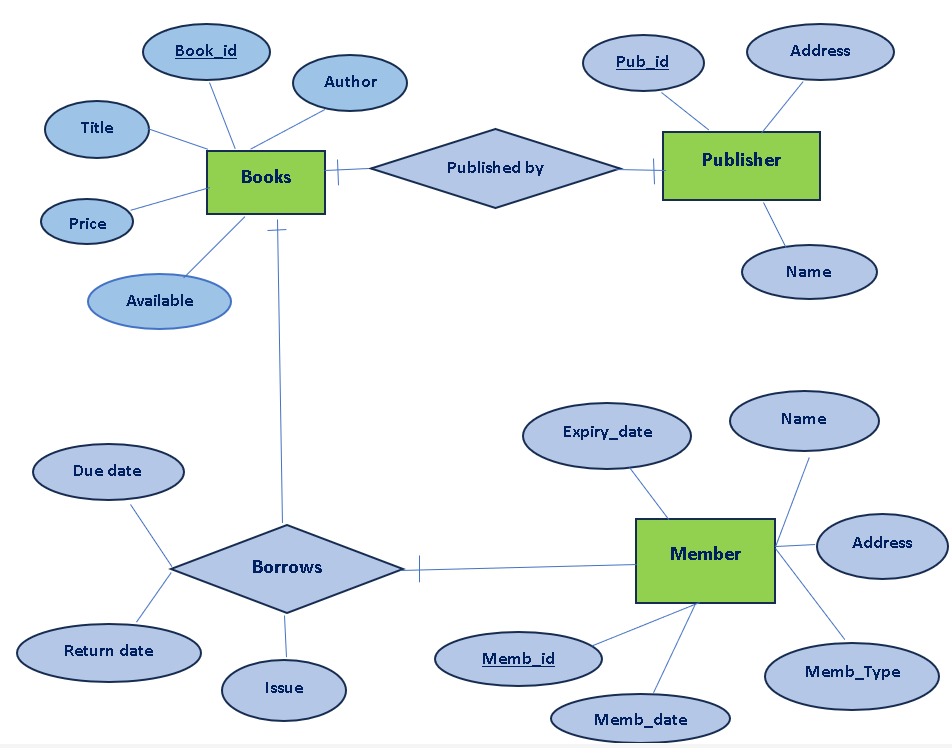 Book_id
Author
Title
Books
Price
Available
Published by
Pub_id
Address
Publisher
Name
Due date
Borrows
Return date
Issue
Expiry_date
Name
Member
Address
Memb_id
Memb_date
Memb_Type